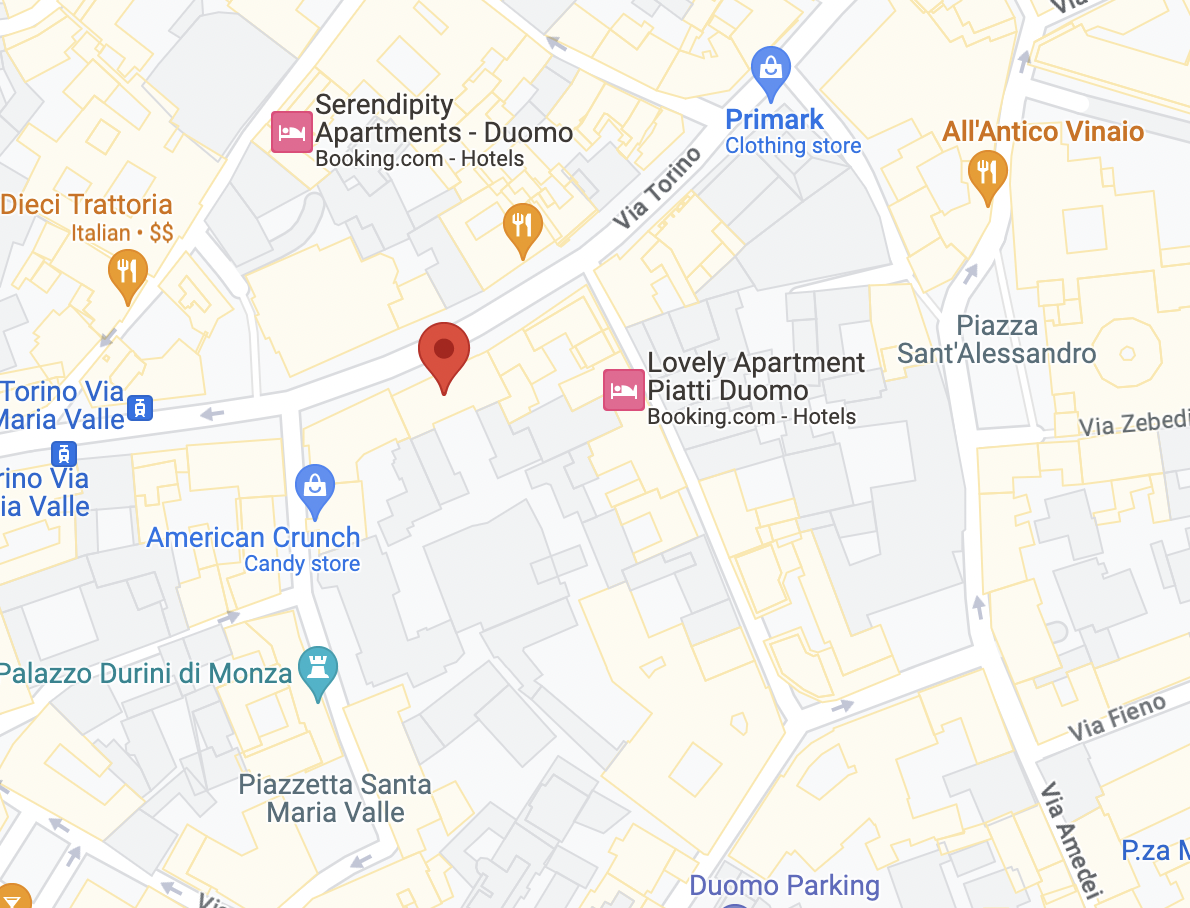 Serendipity
Apartments - Duomo
Booking.com - Hotels
Primark
Clothing store
All'Antico Vinaio
Via Torino
Dieci Trattoria
Italian • $$
Piazza
Sant'Alessandro
Lovely Apartment
Piatti Duomo
Booking.com - Hotels
Torino Via
Maria Valle
Via Zebedi
rino Via
ia Valle
American Crunch
Candy store
Palazzo Durini di Monza
Via Fieno
Piazzetta Santa
Maria Valle
Via Amedei
P.za M
Duomo Parking